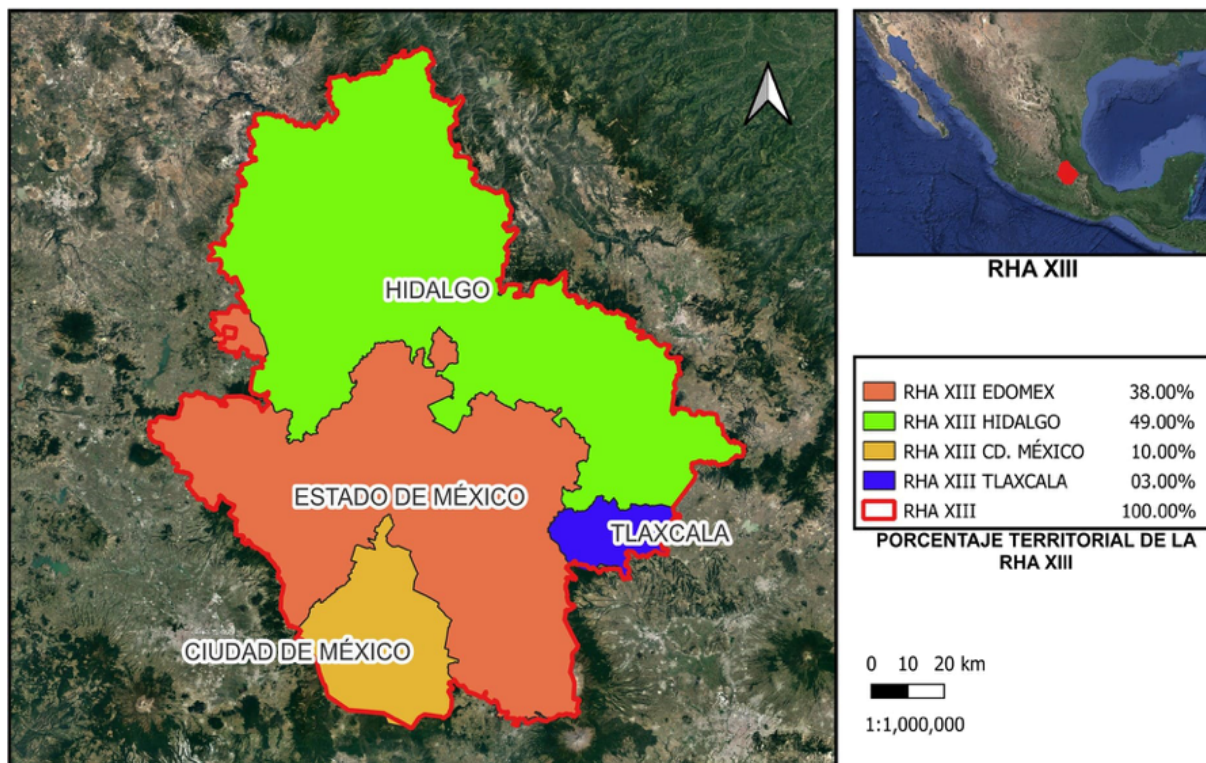 HIDALGO
ESTADO DE MÉXICO
TLAXCALA
CIUDAD DE MÉXICO
RHA XIII
RHA XIII EDOMEX 38.00%
RHA XIII HIDALGO 49.00%
RHA XIII CD. MÉXICO 10.00%
RHA XIII TLAXCALA 03.00%
RHA XIII 100.00%
PORCENTAJE TERRITORIAL DE LA
RHA XIII
0 10 20 km
1:1,000,000